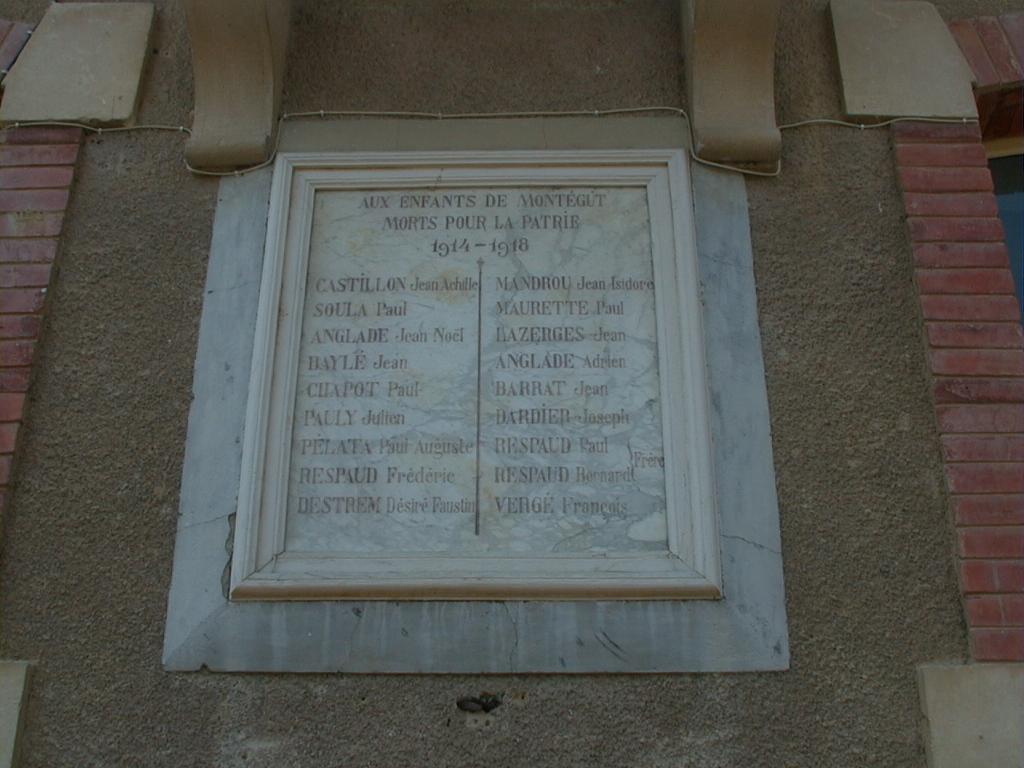 AUX ENFANTS DE MONTÉGUT
MORTS POUR LA PATRIE
1914-1918
CASTILLON Jean Achille
SOULA Paul
ANGLADE Jean Noël
BAYLÉ Jean
CHAPOT Paul
PAULY Julien
PÉLATA Paul Auguste
RESPAUD Frédéric
DESTREM Désiré Faustin
MANDROU Jean Isidore
MAURETTE Paul
LAZERGES Jean
ANGLADE Adrien
BARRAT Jean
DARDIER Joseph
RESPAUD Paul
RESPAUD Bernard
Frère
VERGÉ François